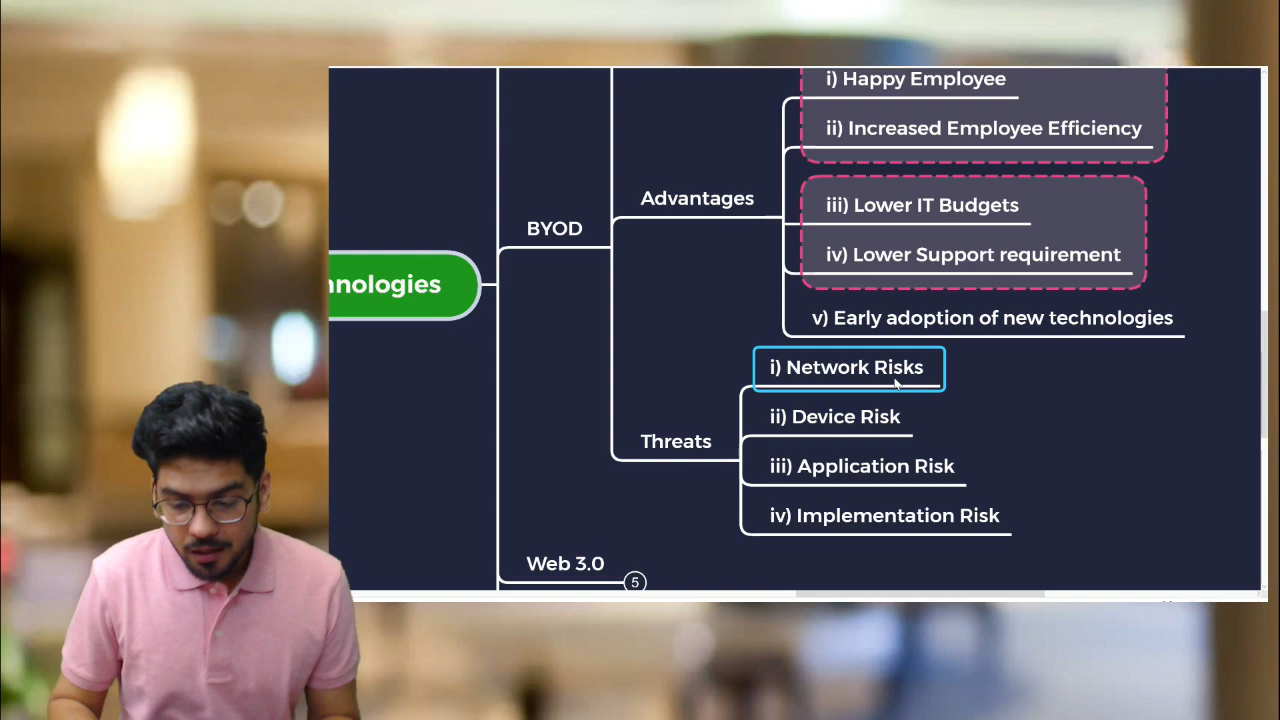 i) Happy Employee
ii) Increased Employee Efficiency
Advantages
iii) Lower IT Budgets
BYOD
iv) Lower Support requirement
hnologies
v) Early adoption of new technologies
i) Network Risks
ii) Device Risk
Threats
iii) Application Risk
iv) Implementation Risk
Web 3.0
5